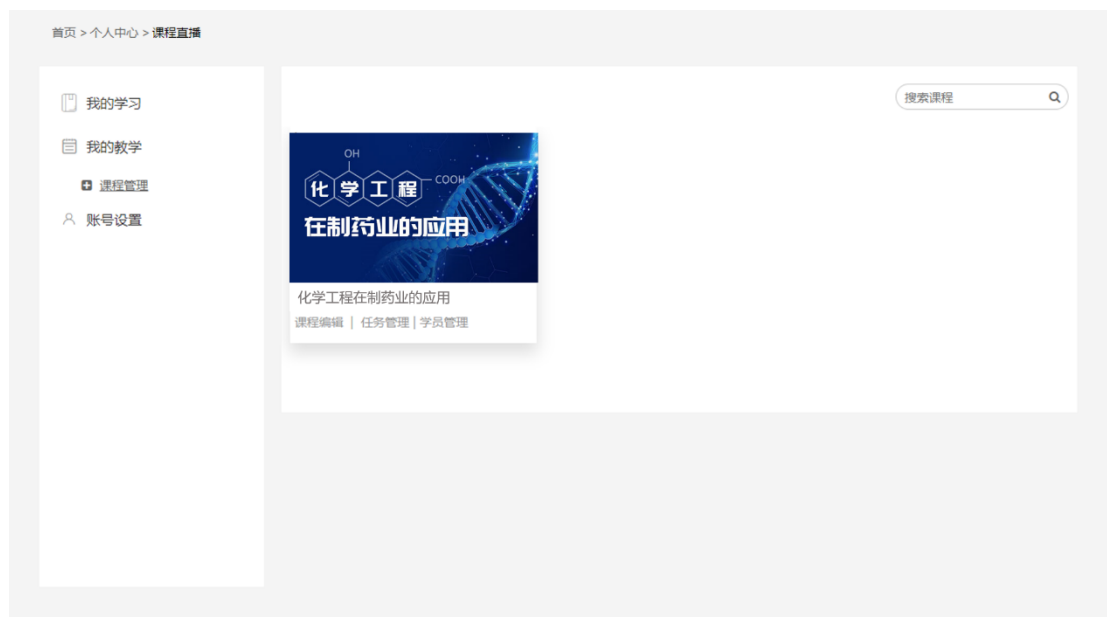 首页 > 个人中心 > 课程直播
我的学习
我的教学
课程管理
账号设置
搜索课程
OH
COOH
化学工程
在制药业的应用
化学工程在制药业的应用
课程编辑 | 任务管理 | 学员管理